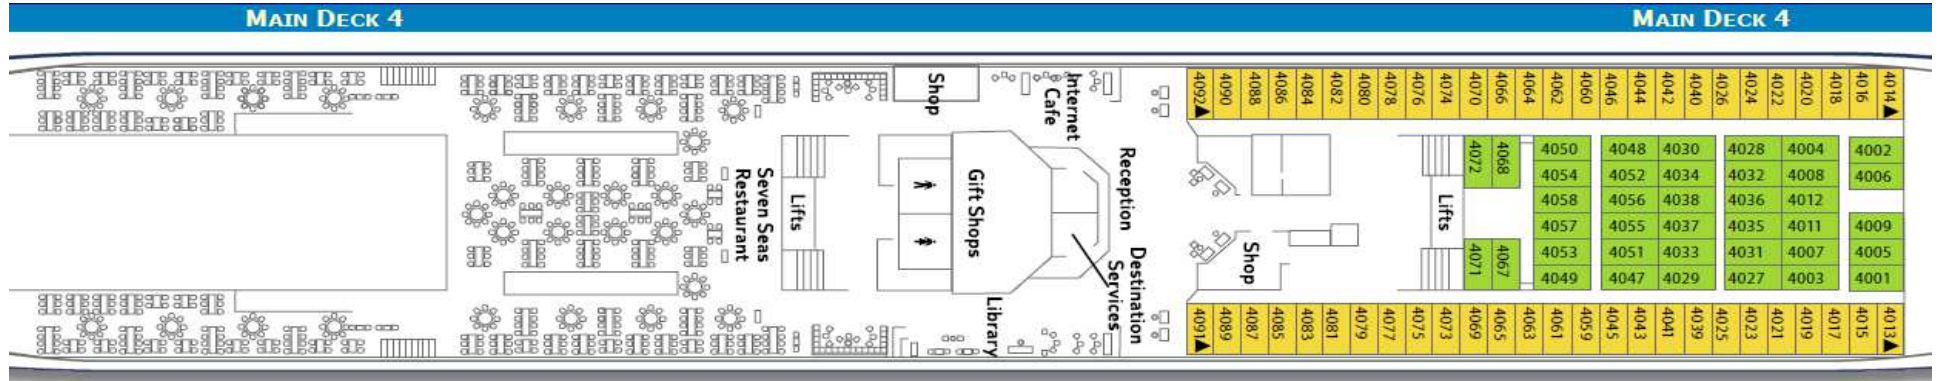 MAIN DECK 4
MAIN DECK 4
4092 4090 4088 4086 4084 4082 4080 4078 4076 4074 4070 4066 4064 4062 4060 4046 4044 4042 4040 4026 4024 4022 4020 4018 4016 4014
Shop
Internet
Cafe
4072 4068
4050 4048 4030 4028 4004 4002
4054 4052 4034 4032 4008 4006
4058 4056 4038 4036 4012
4057 4055 4037 4035 4011 4009
4053 4051 4033 4031 4007 4005
4049 4047 4029 4027 4003 4001
4071 4067
Seven Seas
Restaurant
Lifts
Gift Shops
Reception
Destination
Services
Library
Shop
Lifts
4091 4089 4087 4085 4083 4081 4079 4077 4075 4073 4069 4065 4063 4061 4059 4045 4043 4041 4039 4025 4023 4021 4019 4017 4015 4013